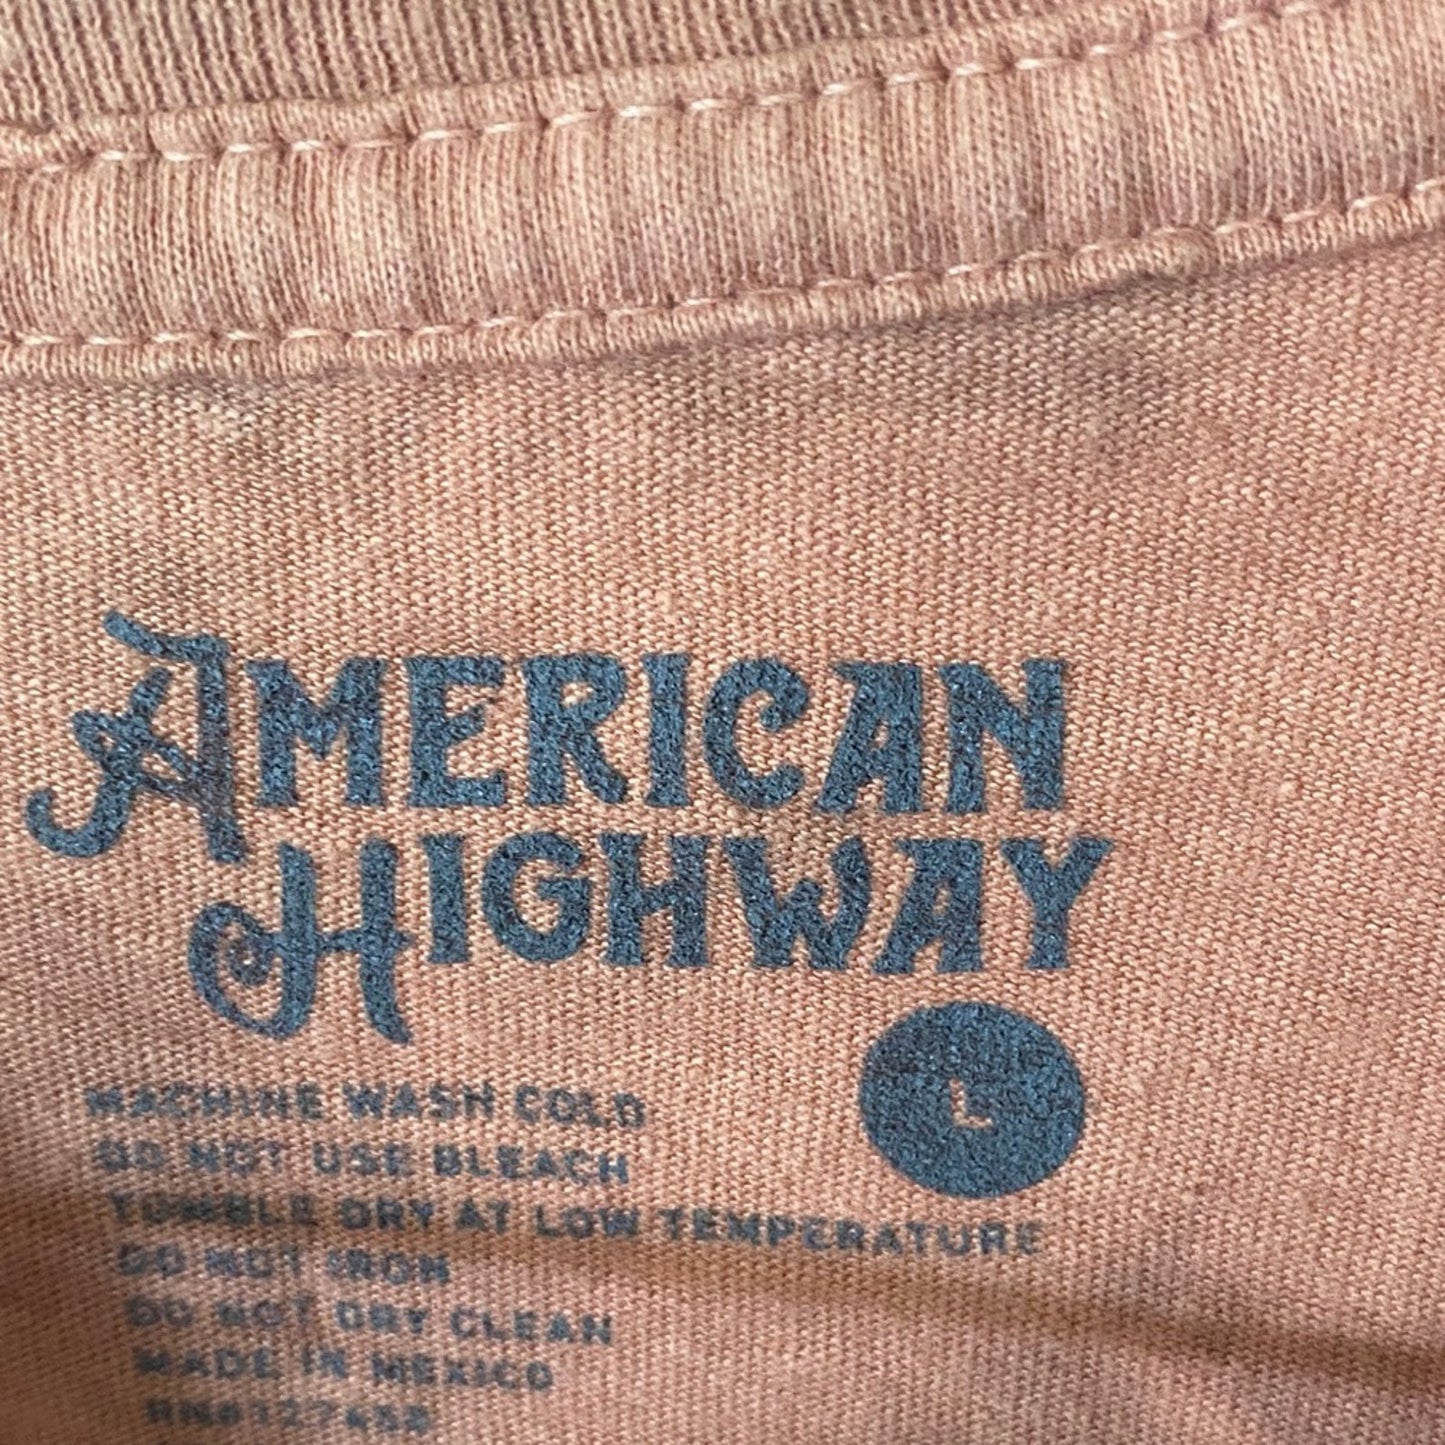 AMERICAN
HIGHWAY
L
MACHINE WASH COLD
DO NOT USE BLEACH
TUMBLE DRY AT LOW TEMPERATURE
DO NOT IRON
DO NOT DRY CLEAN
MADE IN MEXICO